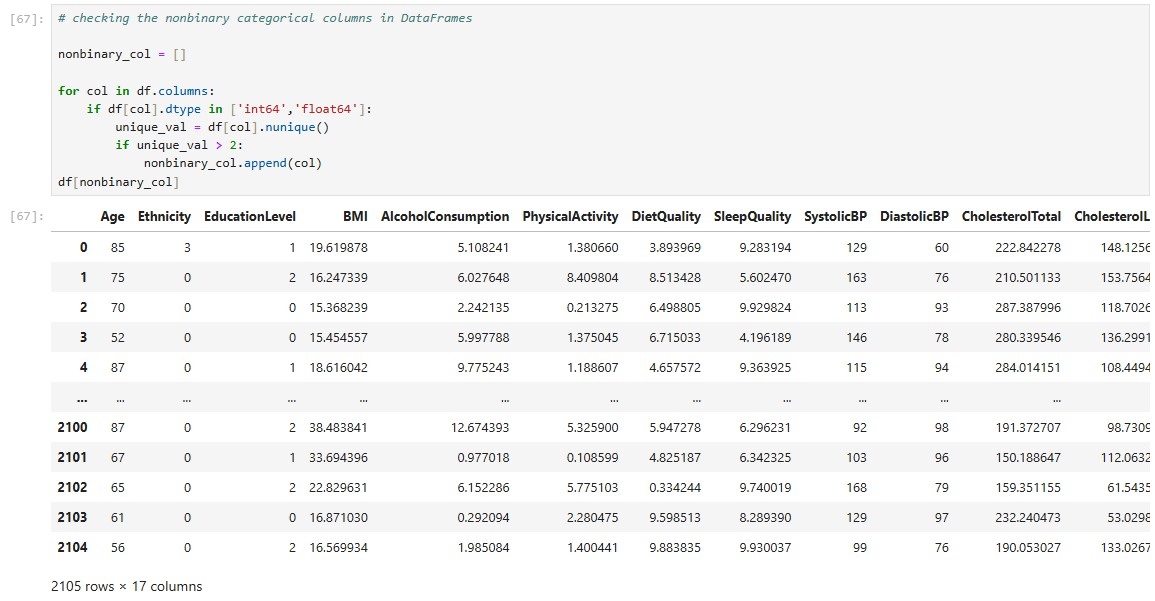 [67]: # checking the nonbinary categorical columns in DataFrames
nonbinary_col = []
for col in df.columns:
    if df[col].dtype in ['int64','float64']:
        unique_val = df[col].nunique()
        if unique_val > 2:
            nonbinary_col.append(col)
df[nonbinary_col]
[67]: Age Ethnicity EducationLevel BMI AlcoholConsumption PhysicalActivity DietQuality SleepQuality SystolicBP DiastolicBP CholesterolTotal CholesterolL
0 85 3 1 19.619878 5.108241 1.380660 3.893969 9.283194 129 60 222.842278 148.1256
1 75 0 2 16.247339 6.027648 8.409804 8.513428 5.602470 163 76 210.501133 153.7564
2 70 0 0 15.368239 2.242135 0.213275 6.498805 9.929824 113 93 287.387996 118.7026
3 52 0 0 15.454557 5.997788 1.375045 6.715033 4.196189 146 78 280.339546 136.2991
4 87 0 1 18.616042 9.775243 1.188607 4.657572 9.363925 115 94 284.014151 108.4494
... ... ... ... ... ... ... ... ... ... ... ...
2100 87 0 2 38.483841 12.674393 5.325900 5.947278 6.296231 92 98 191.372707 98.7309
2101 67 0 1 33.694396 0.977018 0.108599 4.825187 6.342325 103 96 150.188647 112.0632
2102 65 0 2 22.829631 6.152286 5.775103 0.334244 9.740019 168 79 159.351155 61.5435
2103 61 0 0 16.871030 0.292094 2.280475 9.598513 8.289390 129 97 232.240473 53.0298
2104 56 0 2 16.569934 1.985084 1.400441 9.883835 9.930037 99 76 190.053027 133.0267
2105 rows × 17 columns